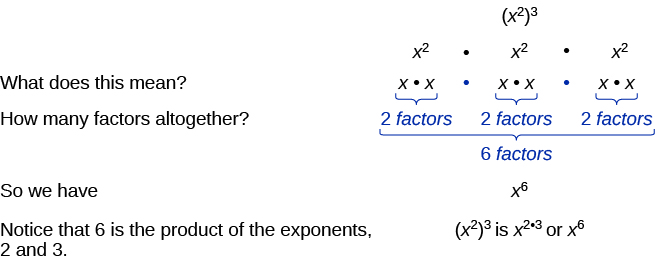 (x²)³
x² • x² • x²
What does this mean? x • x • x • x • x • x
How many factors altogether? 2 factors 2 factors 2 factors
6 factors
So we have x⁶
Notice that 6 is the product of the exponents, (x²)³ is x²•³ or x⁶
2 and 3.